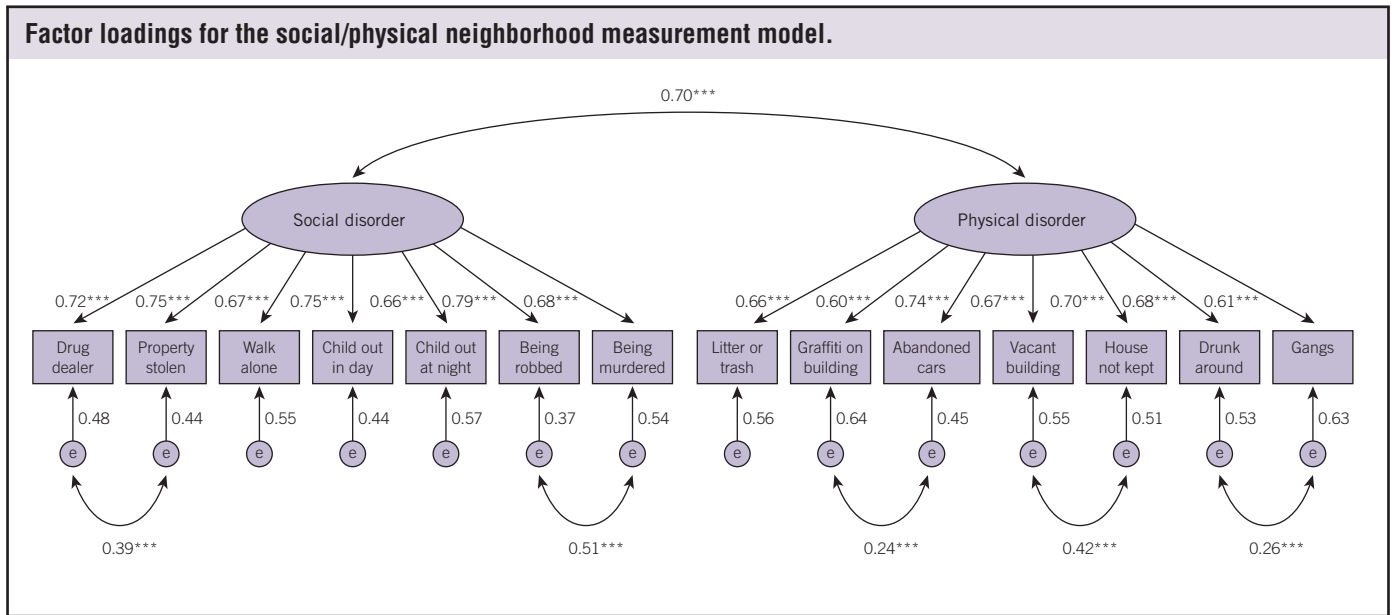 Factor loadings for the social/physical neighborhood measurement model.
0.70***
Social disorder
Physical disorder
0.72***
0.75***
0.67***
0.75***
0.66***
0.79***
0.68***
0.66***
0.60***
0.74***
0.67***
0.70***
0.68***
0.61***
Drug
dealer
Property
stolen
Walk
alone
Child out
in day
Child out
at night
Being
robbed
Being
murdered
Litter or
trash
Graffiti on
building
Abandoned
cars
Vacant
building
House
not kept
Drunk
around
Gangs
0.48
0.44
0.55
0.44
0.57
0.37
0.54
0.56
0.64
0.45
0.55
0.51
0.53
0.63
e
e
e
e
e
e
e
e
e
e
e
e
e
e
0.39***
0.51***
0.24***
0.42***
0.26***